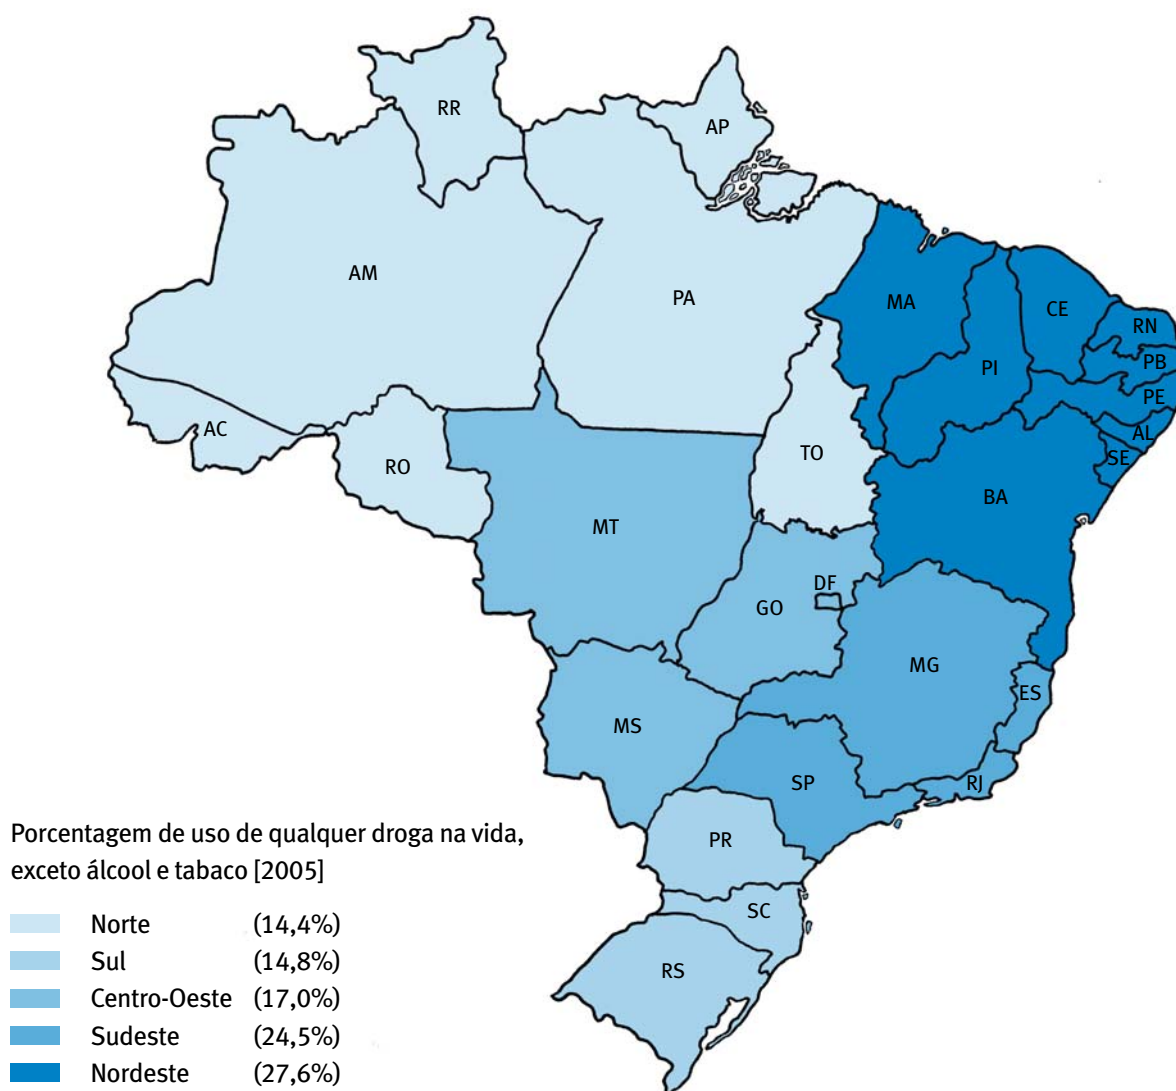 RR
AP
AM
PA
MA
CE
RN
PB
PI
PE
AC
AL
TO
SE
RO
BA
MT
DF
GO
MG
ES
MS
SP
RJ
PR
SC
RS
Porcentagem de uso de qualquer droga na vida,
exceto álcool e tabaco [2005]
Norte (14,4%)
Sul (14,8%)
Centro-Oeste (17,0%)
Sudeste (24,5%)
Nordeste (27,6%)